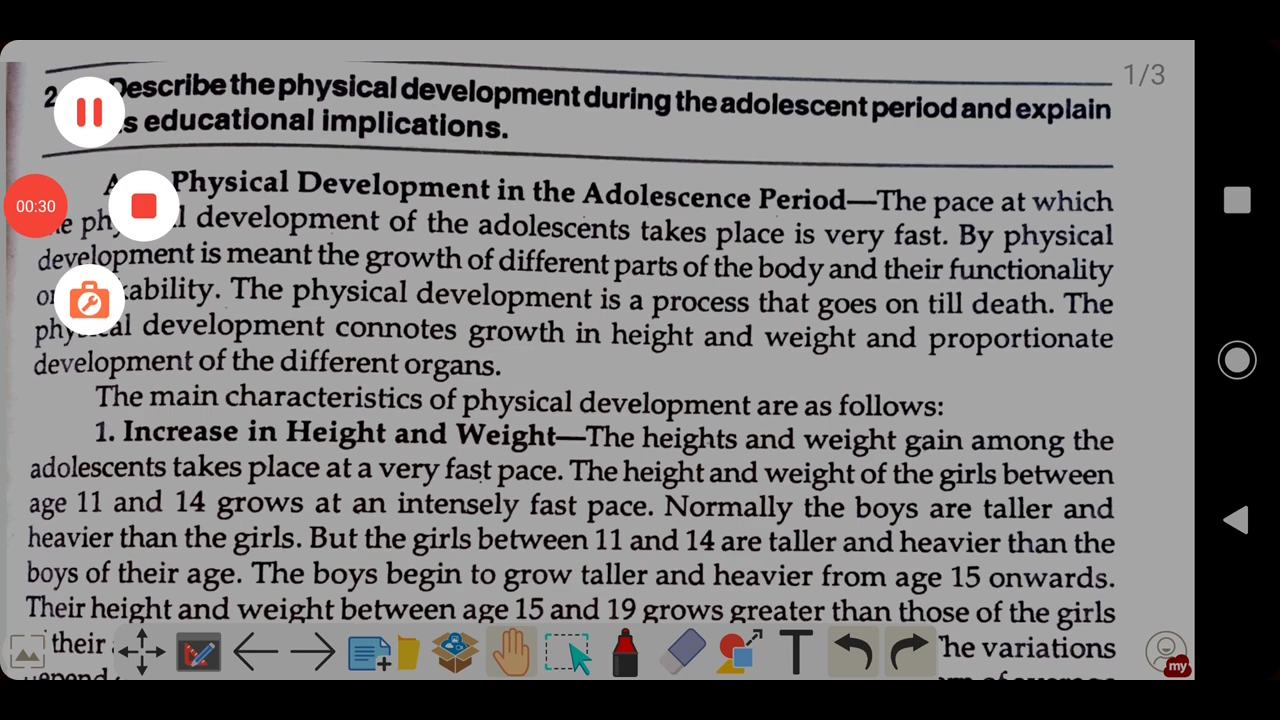 1/3
2 Describe the physical development during the adolescent period and explain
s educational implications.
Physical Development in the Adolescence Period—The pace at which
development of the adolescents takes place is very fast. By physical
development is meant the growth of different parts of the body and their functionality
ability. The physical development is a process that goes on till death. The
development connotes growth in height and weight and proportionate
development of the different organs.
The main characteristics of physical development are as follows:
1. Increase in Height and Weight—The heights and weight gain among the
adolescents takes place at a very fast pace. The height and weight of the girls between
age 11 and 14 grows at an intensely fast pace. Normally the boys are taller and
heavier than the girls. But the girls between 11 and 14 are taller and heavier than the
boys of their age. The boys begin to grow taller and heavier from age 15 onwards.
Their height and weight between age 15 and 19 grows greater than those of the girls
their The variations
00:30
T
my